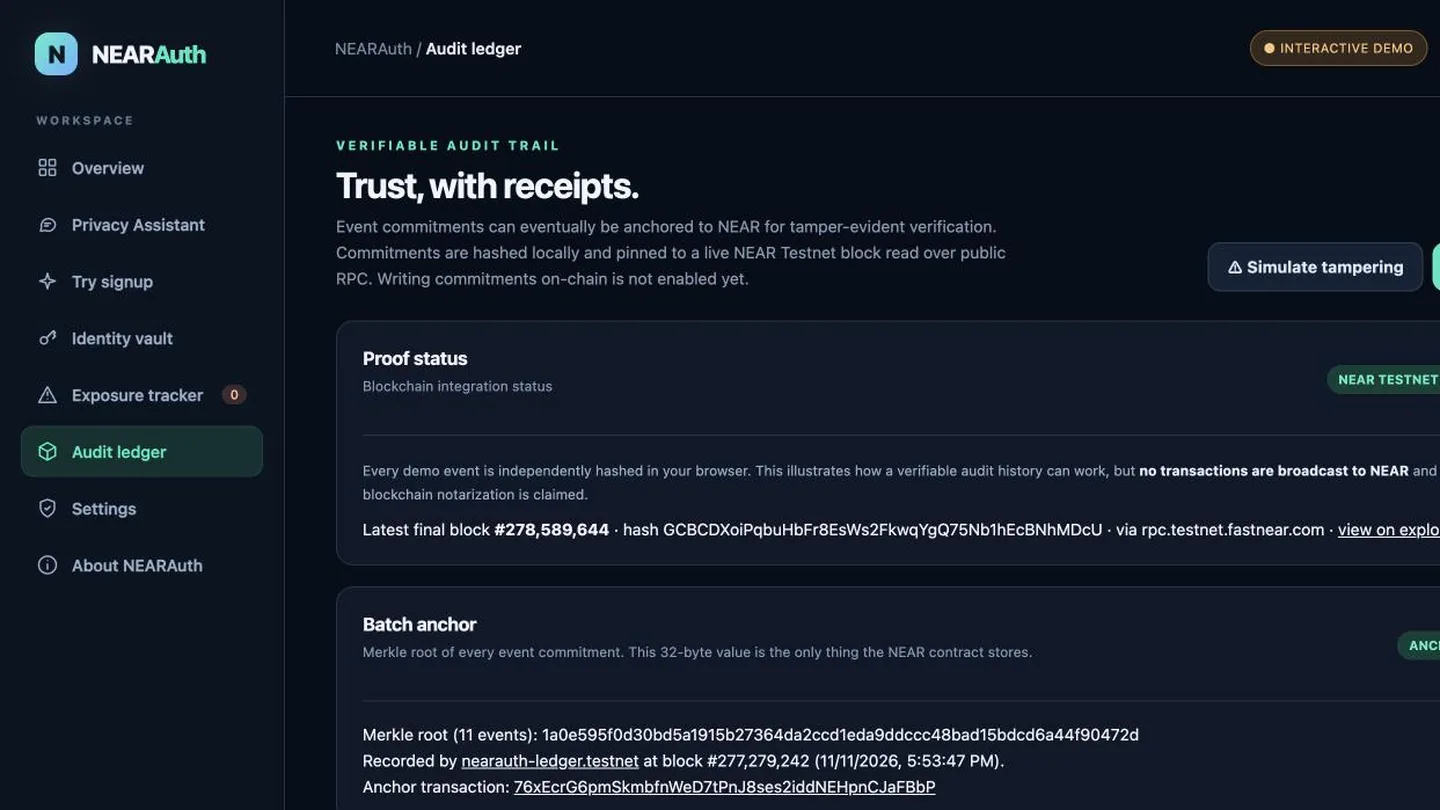 N NEARAuth
WORKSPACE
Overview
Privacy Assistant
Try signup
Identity vault
Exposure tracker 0
Audit ledger
Settings
About NEARAuth
NEARAuth / Audit ledger
INTERACTIVE DEMO
VERIFIABLE AUDIT TRAIL
Trust, with receipts.
Event commitments can eventually be anchored to NEAR for tamper-evident verification.
Commitments are hashed locally and pinned to a live NEAR Testnet block read over public
RPC. Writing commitments on-chain is not enabled yet.
Simulate tampering
Proof status
Blockchain integration status
NEAR TESTNET
Every demo event is independently hashed in your browser. This illustrates how a verifiable audit history can work, but no transactions are broadcast to NEAR and
blockchain notarization is claimed.
Latest final block #278,589,644 · hash GCBCDXoiPqbuHbFr8EsWs2FkwqYgQ75Nb1hEcBNhMDcU · via rpc.testnet.fastnear.com · view on explo
Batch anchor
Merkle root of every event commitment. This 32-byte value is the only thing the NEAR contract stores.
ANC
Merkle root (11 events): 1a0e595f0d30bd5a1915b27364da2ccd1eda9ddccc48bad15bdcd6a44f90472d
Recorded by nearauth-ledger.testnet at block #277,279,242 (11/11/2026, 5:53:47 PM).
Anchor transaction: 76xEcrG6pmSkmbfnWeD7tPnJ8ses2iddNEHpnCJaFBbP